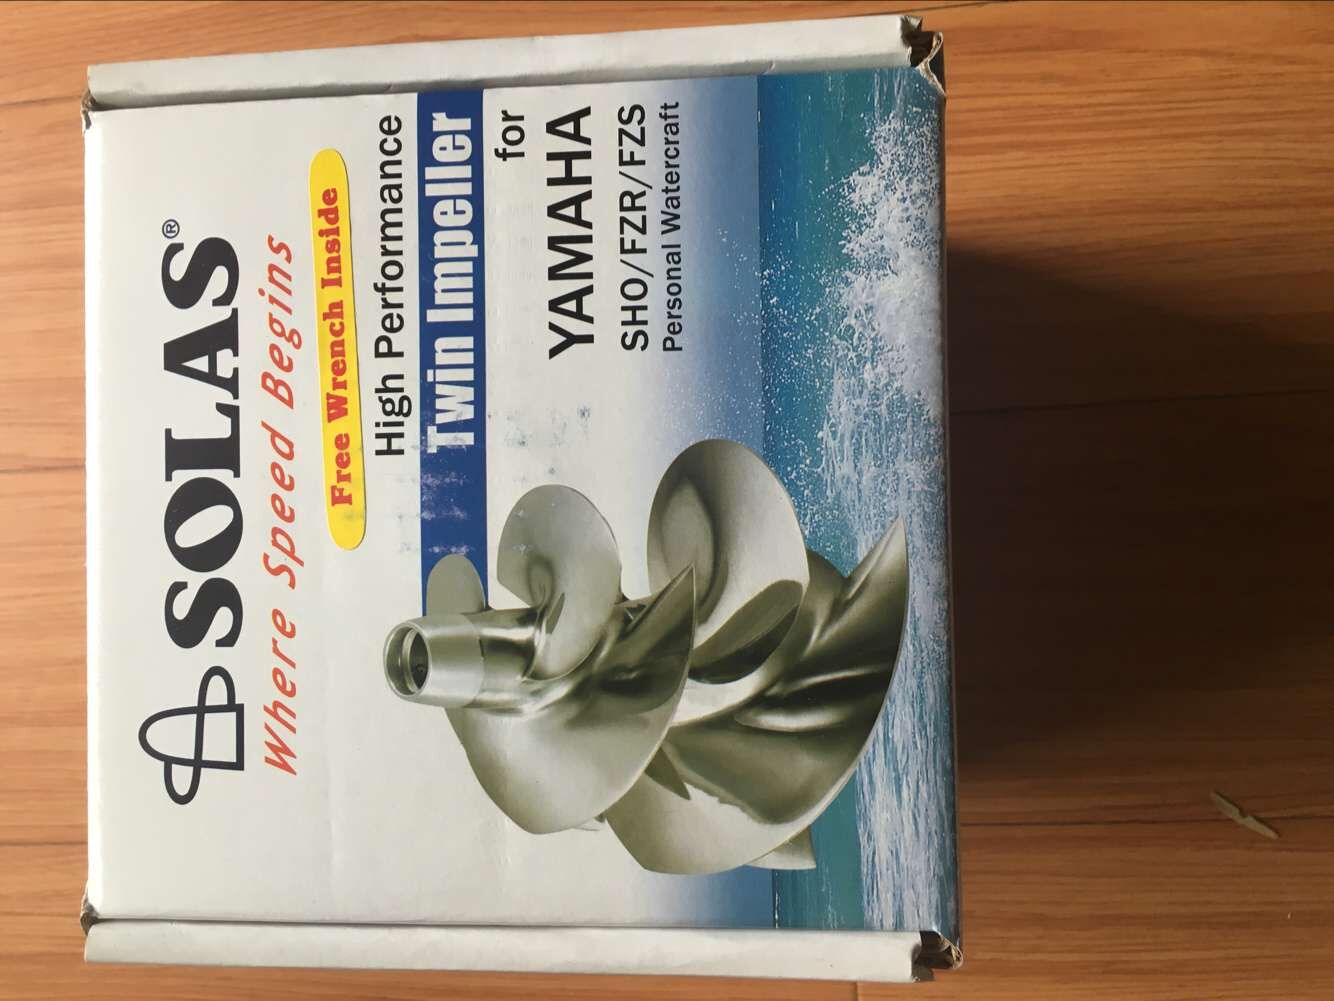 SOLAS®
Where Speed Begins
Free Wrench Inside
High Performance
Twin Impeller
for
YAMAHA
SHO/FZR/FZS
Personal Watercraft